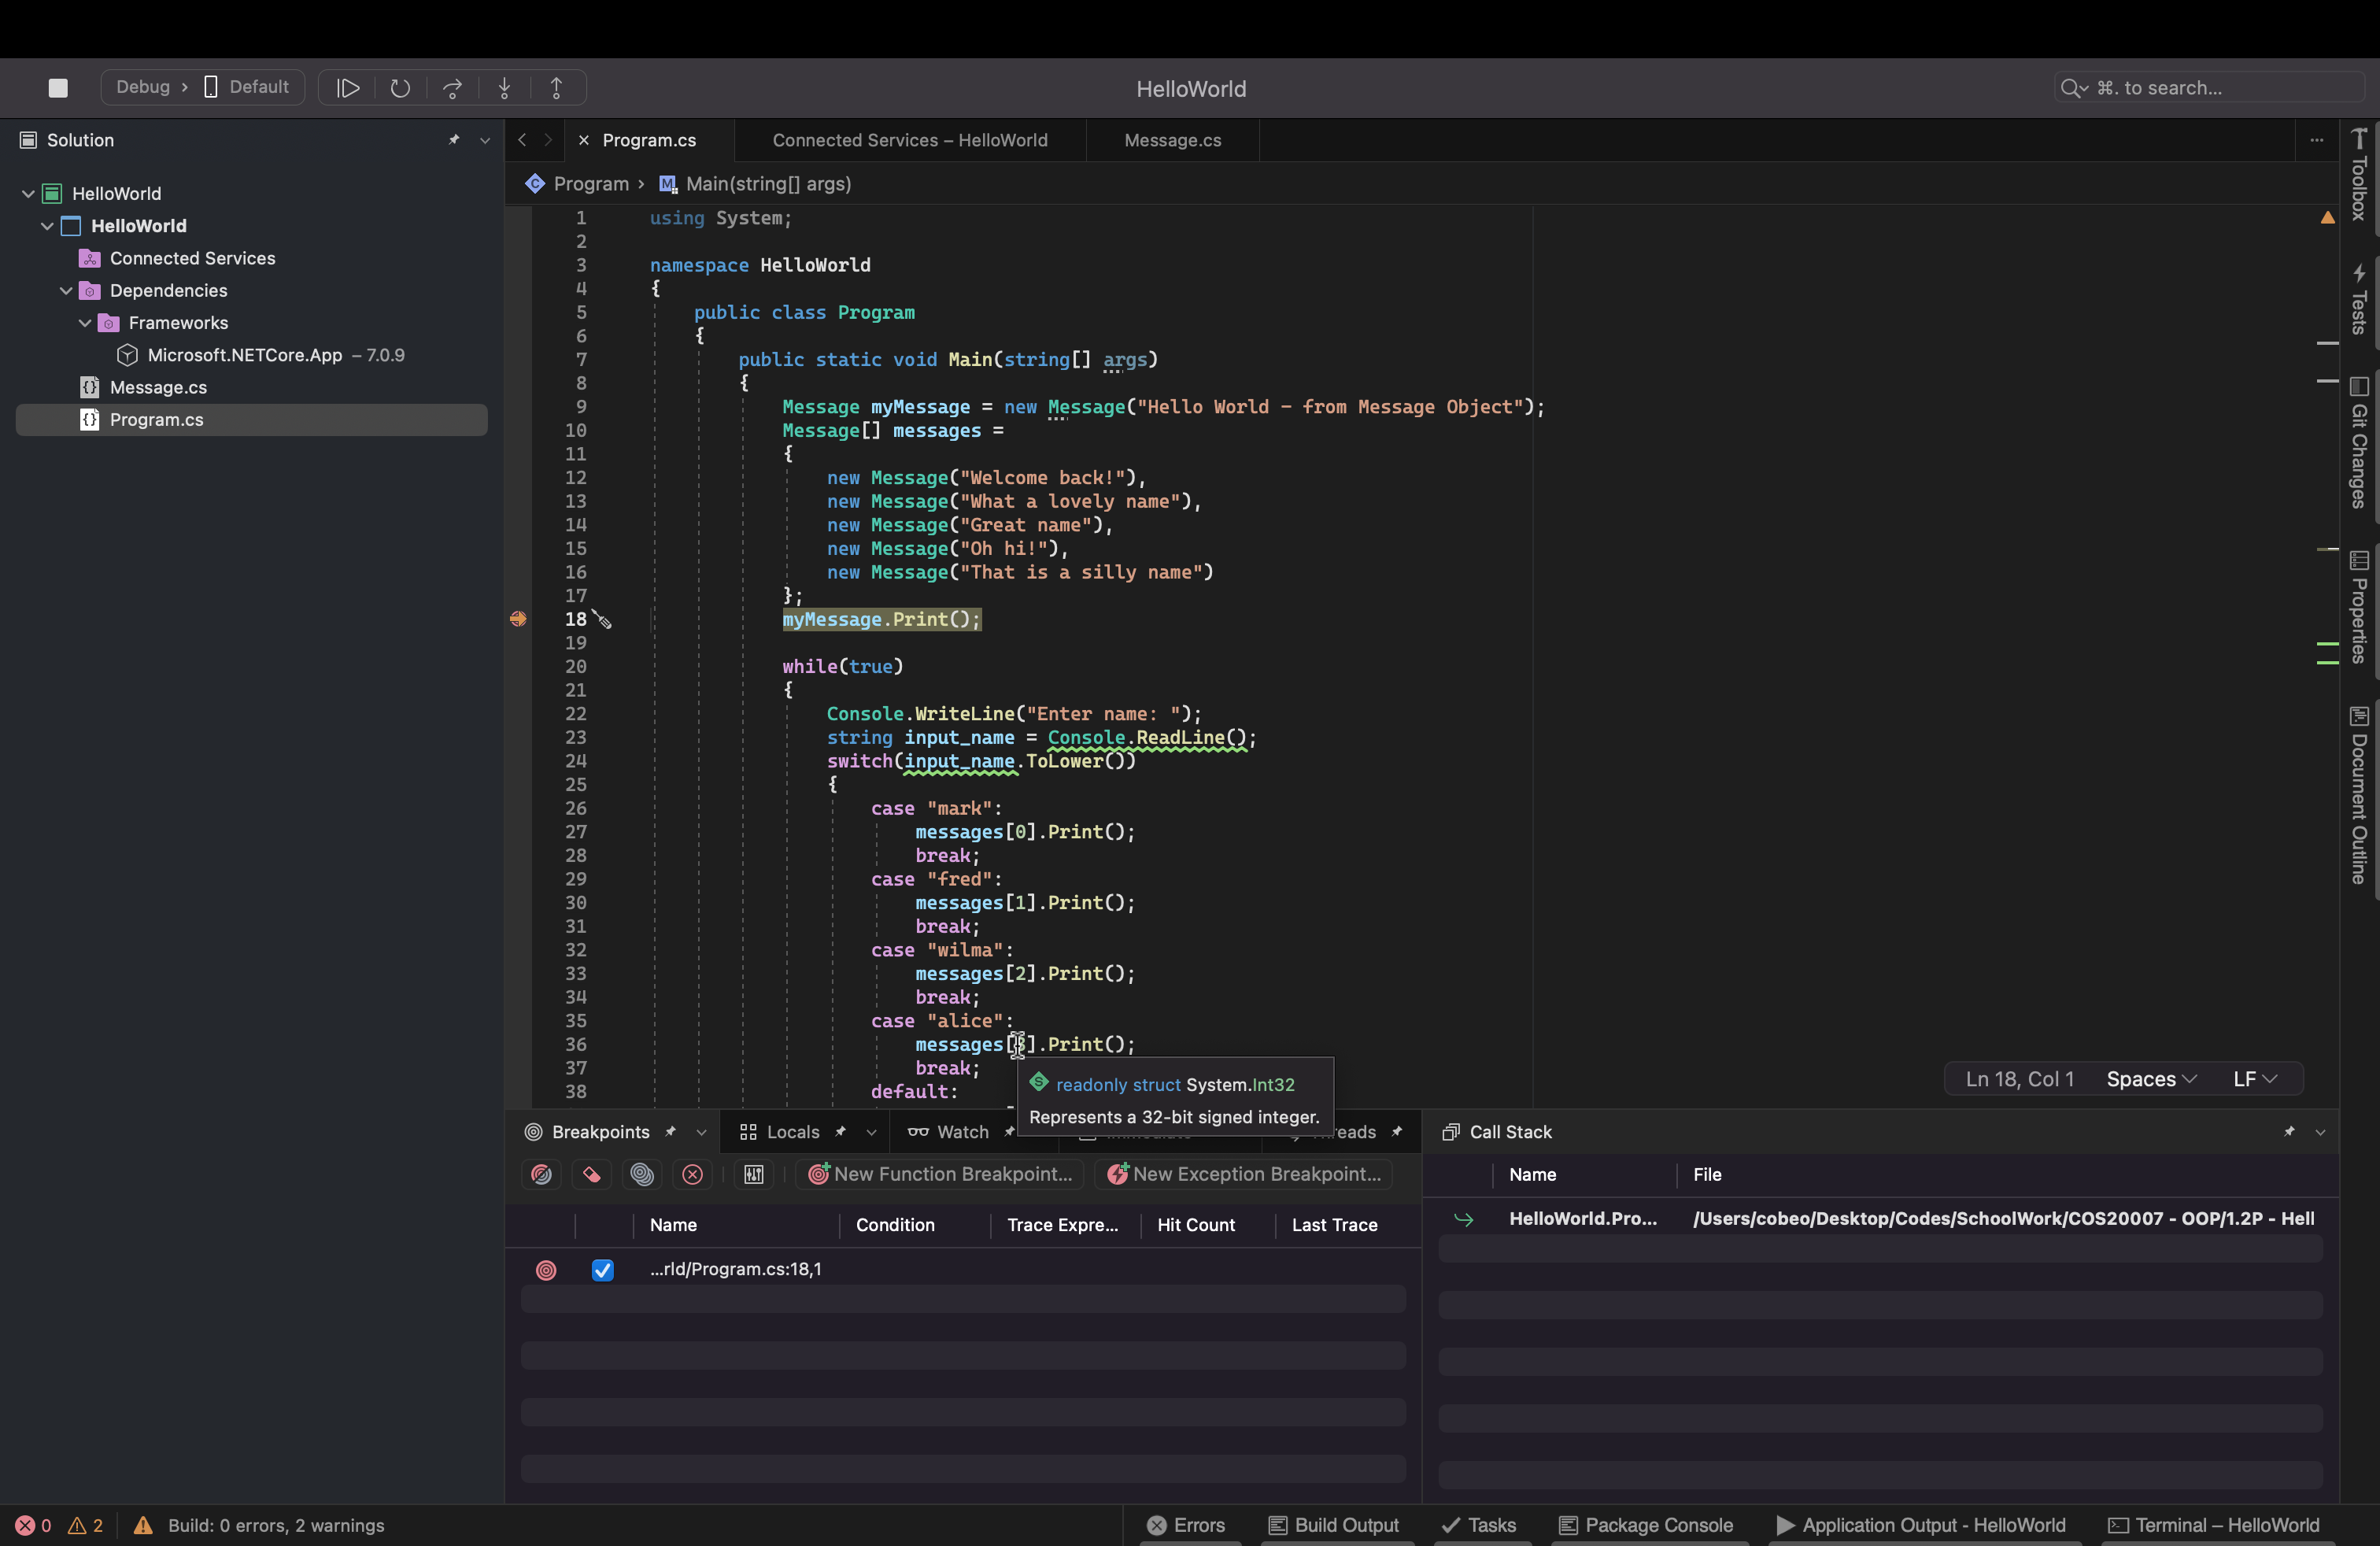 Debug › Default
HelloWorld
⌘. to search...
Solution
HelloWorld
HelloWorld
Connected Services
Dependencies
Frameworks
Microsoft.NETCore.App – 7.0.9
Message.cs
Program.cs
Program.cs
Connected Services – HelloWorld
Message.cs
Program › Main(string[] args)
1 using System;
2
3 namespace HelloWorld
4 {
5 public class Program
6 {
7 public static void Main(string[] args)
8 {
9 Message myMessage = new Message("Hello World - from Message Object");
10 Message[] messages =
11 {
12 new Message("Welcome back!"),
13 new Message("What a lovely name"),
14 new Message("Great name"),
15 new Message("Oh hi!"),
16 new Message("That is a silly name")
17 };
18 myMessage.Print();
19
20 while(true)
21 {
22 Console.WriteLine("Enter name: ");
23 string input_name = Console.ReadLine();
24 switch(input_name.ToLower())
25 {
26 case "mark":
27 messages[0].Print();
28 break;
29 case "fred":
30 messages[1].Print();
31 break;
32 case "wilma":
33 messages[2].Print();
34 break;
35 case "alice":
36 messages[3].Print();
37 break;
38 default:
readonly struct System.Int32
Represents a 32-bit signed integer.
Ln 18, Col 1 Spaces LF
Toolbox
Tests
Git Changes
Properties
Document Outline
Breakpoints
Locals
Watch
New Function Breakpoint...
New Exception Breakpoint...
Name Condition Trace Expre... Hit Count Last Trace
...rld/Program.cs:18,1
Call Stack
Name File
HelloWorld.Pro... /Users/cobeo/Desktop/Codes/SchoolWork/COS20007 - OOP/1.2P - Hell
0 2 Build: 0 errors, 2 warnings
Errors
Build Output
Tasks
Package Console
Application Output - HelloWorld
Terminal – HelloWorld